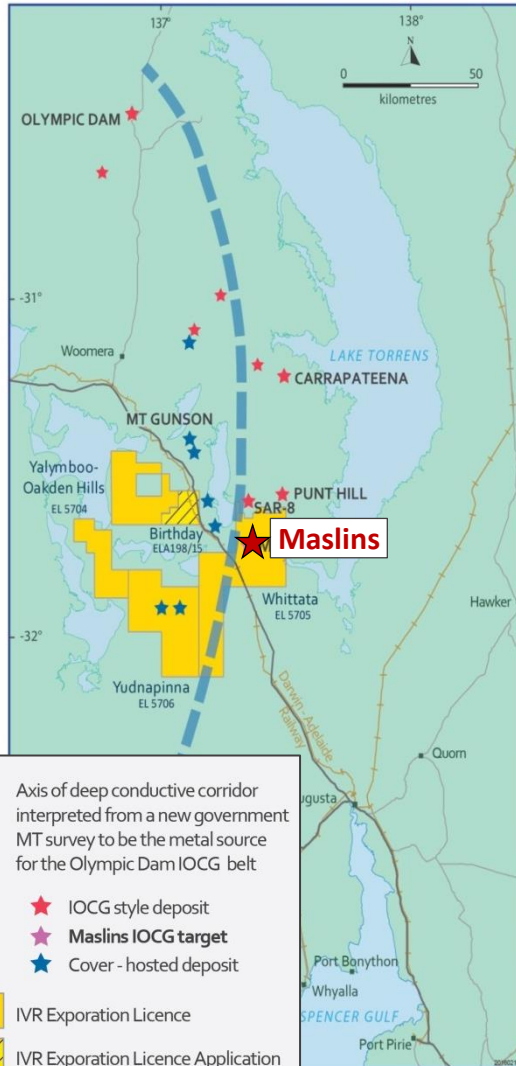 137°
138°
N
0 50
kilometres
OLYMPIC DAM
-31°
Woomera
LAKE TORRENS
CARRAPATEENA
MT GUNSON
Yalymboo-
Oakden Hills
EL 5704
PUNT HILL
SAR-8
Birthday
ELA198/15
Maslins
Whittata
EL 5705
Hawker
-32°
Yudnapinna
EL 5706
Darwin - Adelaide
Railway
Quorn
ugusta
Axis of deep conductive corridor
interpreted from a new government
MT survey to be the metal source
for the Olympic Dam IOCG belt
IOCG style deposit
Maslins IOCG target
Cover - hosted deposit
IVR Exporation Licence
IVR Exporation Licence Application
Port Bonython
Whyalla
SPENCER GULF
Port Pirie